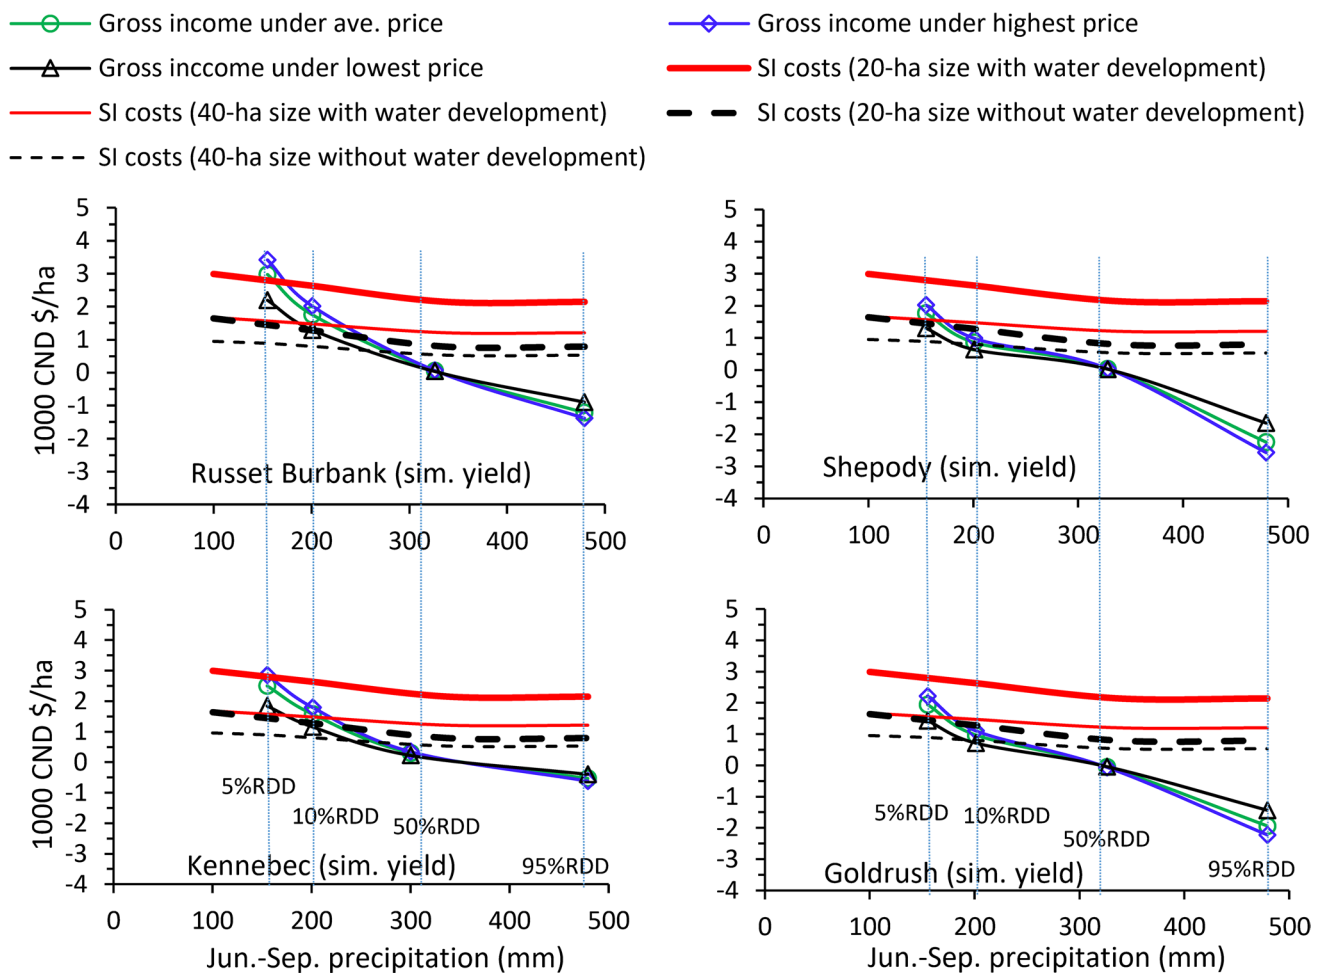 Gross income under ave. price
Gross income under highest price
Gross inccome under lowest price
SI costs (20-ha size with water development)
SI costs (40-ha size with water development)
SI costs (20-ha size without water development)
SI costs (40-ha size without water development)
1000 CND $/ha
5
4
3
2
1
0
-1
-2
-3
-4
Russet Burbank (sim. yield)
0 100 200 300 400 500
5
4
3
2
1
0
-1
-2
-3
-4
Shepody (sim. yield)
0 100 200 300 400 500
1000 CND $/ha
5
4
3
2
1
0
-1
-2
-3
-4
5%RDD
10%RDD
50%RDD
95%RDD
Kennebec (sim. yield)
0 100 200 300 400 500
Jun.-Sep. precipitation (mm)
5
4
3
2
1
0
-1
-2
-3
-4
5%RDD
10%RDD
50%RDD
95%RDD
Goldrush (sim. yield)
0 100 200 300 400 500
Jun.-Sep. precipitation (mm)